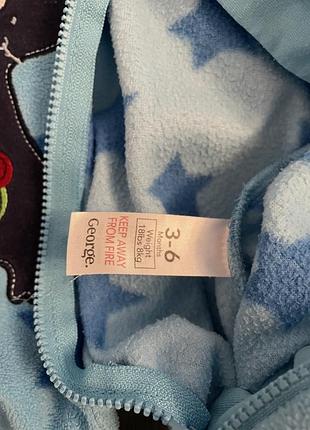 3-6
Months
Weight
18lbs 8kg
KEEP AWAY
FROM FIRE
George.